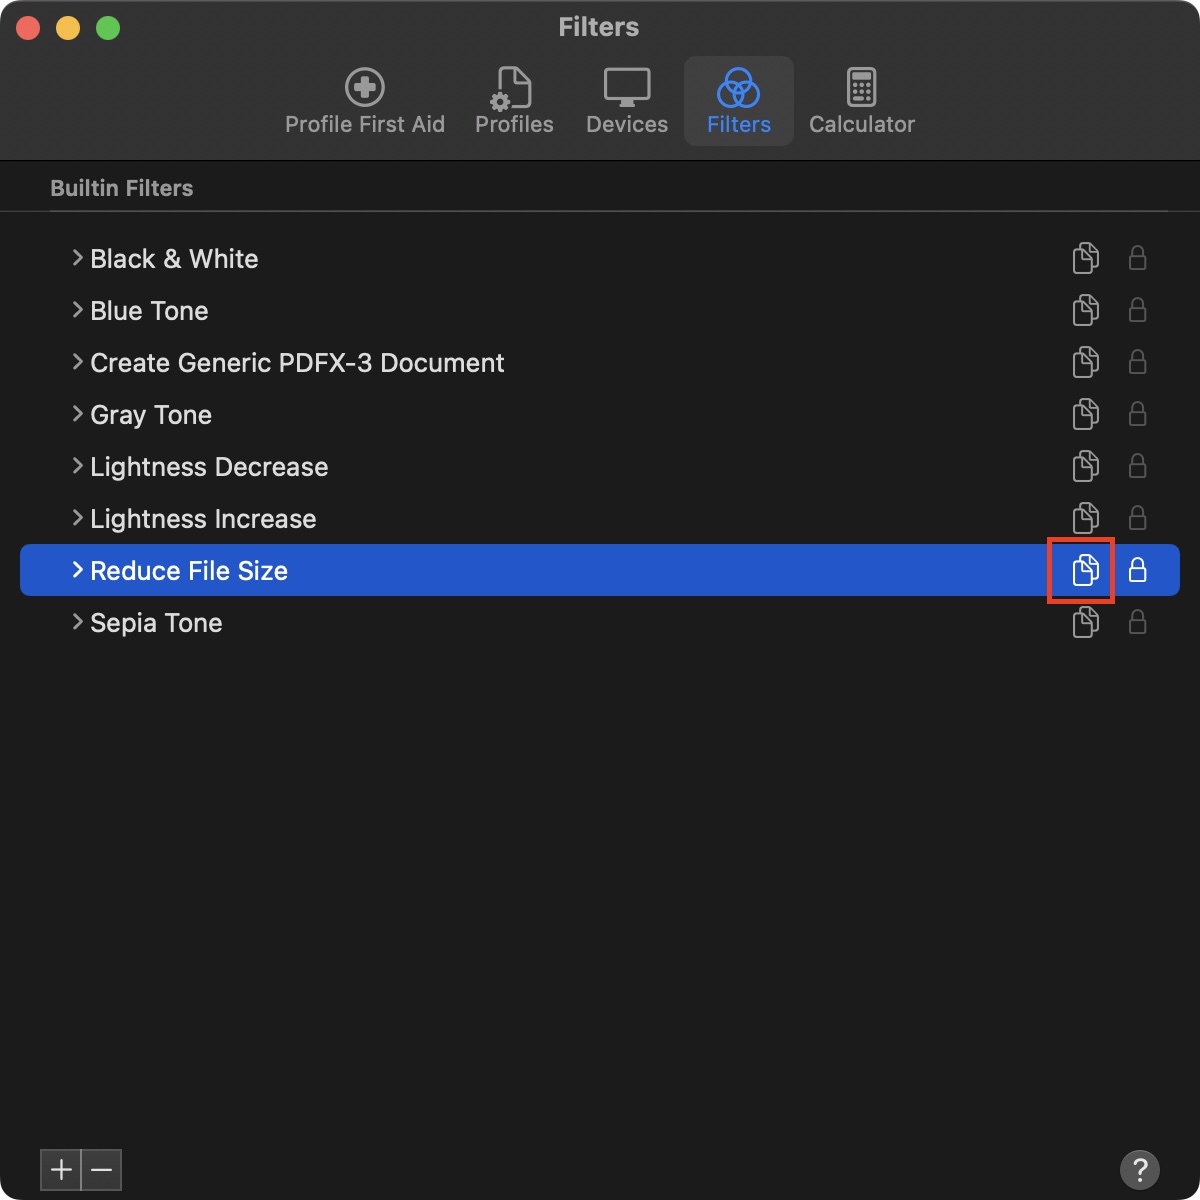 Filters
Profile First Aid
Profiles
Devices
Filters
Calculator
Builtin Filters
Black & White
Blue Tone
Create Generic PDFX-3 Document
Gray Tone
Lightness Decrease
Lightness Increase
Reduce File Size
Sepia Tone
+ −
?